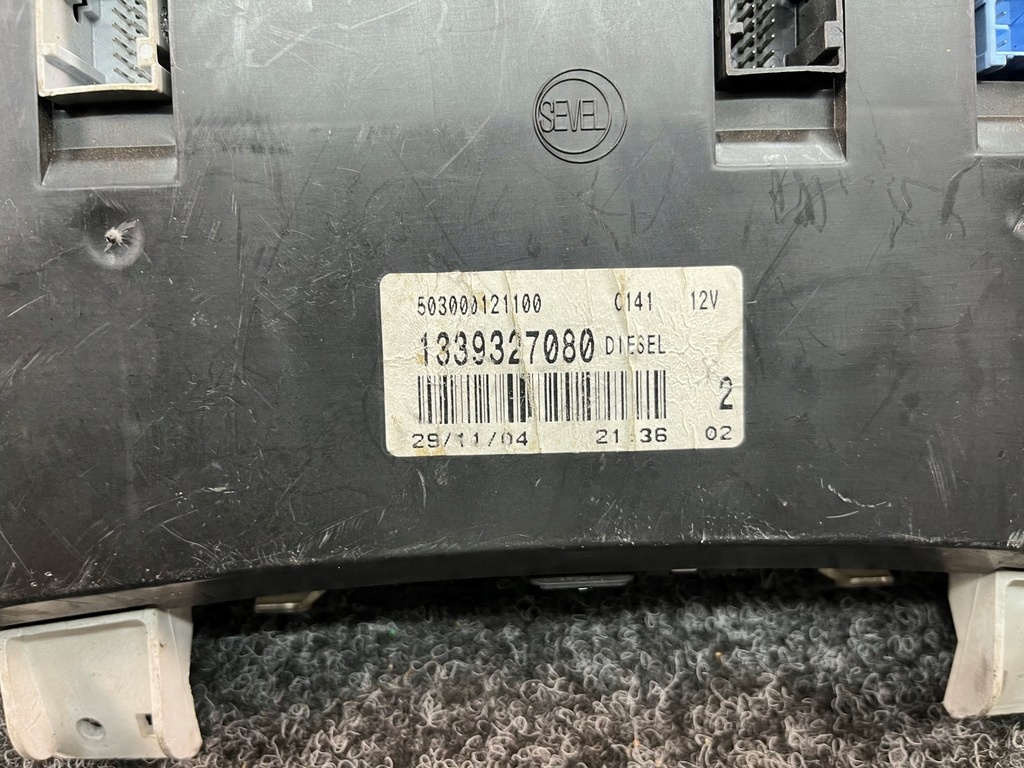 SEVEL
503000121100 C141 12V
1339327080 DIESEL
2
29/11/04 21:36 02